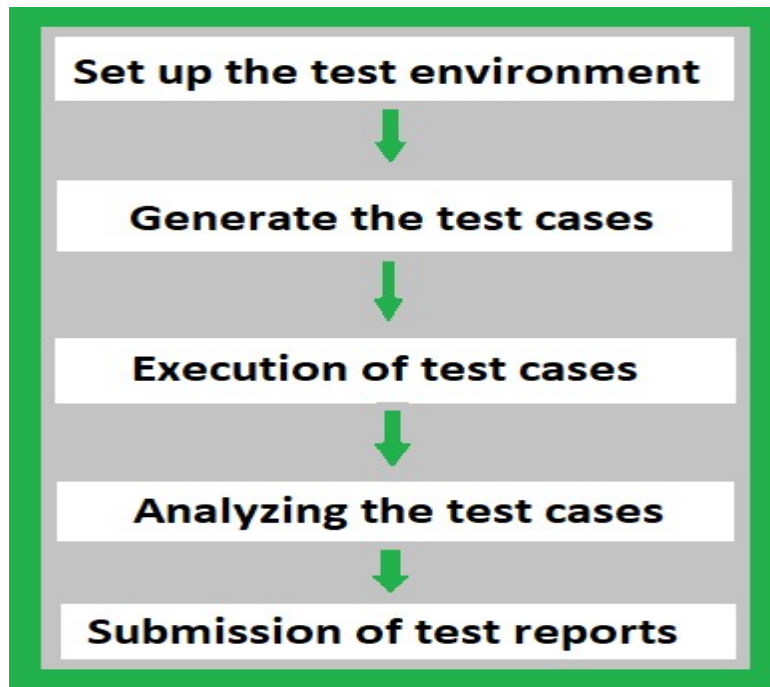 Set up the test environment
Generate the test cases
Execution of test cases
Analyzing the test cases
Submission of test reports